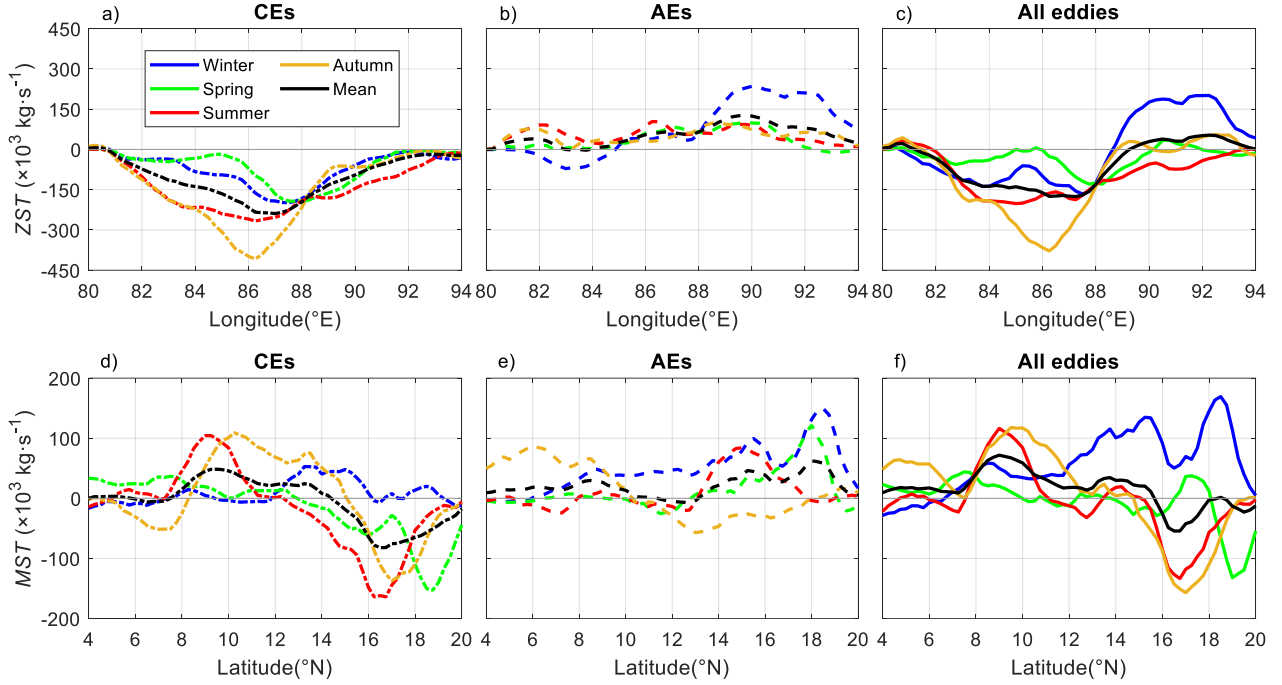 a) CEs
b) AEs
c) All eddies
ZST (×10³ kg·s⁻¹)
450
300
150
0
-150
-300
-450
Winter Autumn
Spring Mean
Summer
80 82 84 86 88 90 92 94
80 83 86 88 90 92 94
80 82 84 86 88 90 92 94
Longitude(°E)
Longitude(°E)
Longitude(°E)
d) CEs
e) AEs
f) All eddies
MST (×10³ kg·s⁻¹)
200
100
0
-100
-200
4 6 8 10 12 14 16 18 20
4 6 8 10 12 14 16 18 20
4 6 8 10 12 14 16 18 20
Latitude(°N)
Latitude(°N)
Latitude(°N)